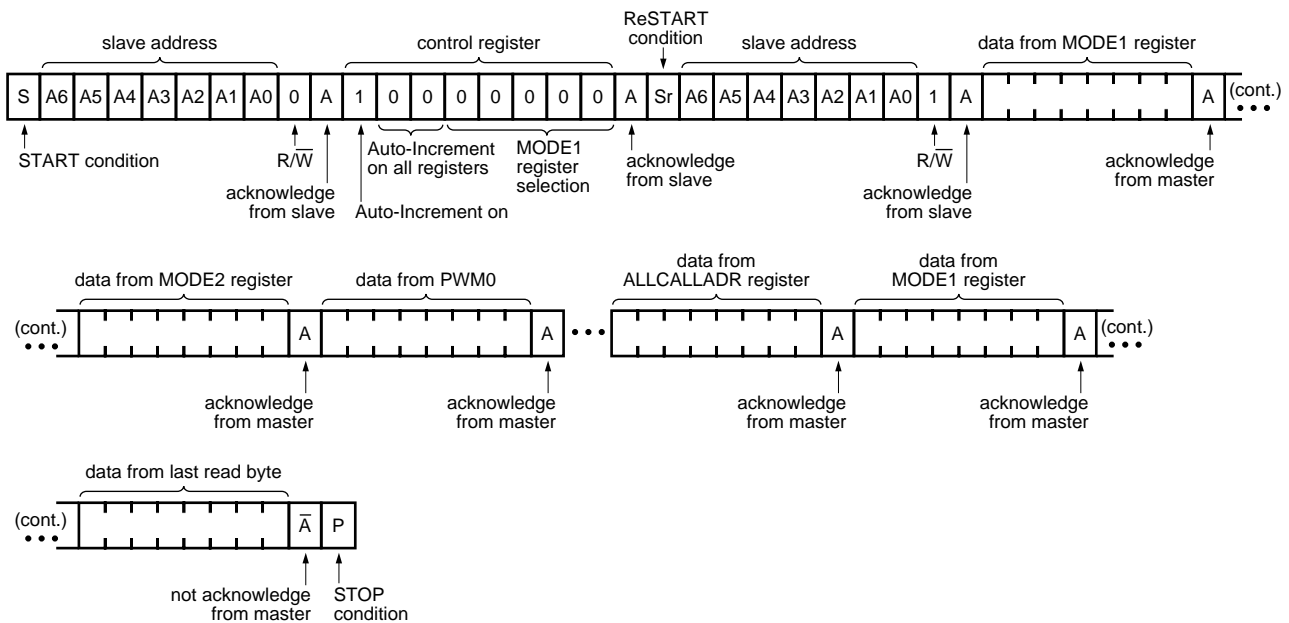 ReSTART
condition
slave address
control register
slave address
data from MODE1 register
S A6 A5 A4 A3 A2 A1 A0 0 A 1 0 0 0 0 0 0 0 A Sr A6 A5 A4 A3 A2 A1 A0 1 A A (cont.)
START condition
R/W̅
acknowledge
from slave
Auto-Increment on
Auto-Increment
on all registers
MODE1
register
selection
acknowledge
from slave
R/W̅
acknowledge
from slave
acknowledge
from master
data from MODE2 register
data from PWM0
data from
ALLCALLADR register
data from
MODE1 register
(cont.) A A A A (cont.)
acknowledge
from master
acknowledge
from master
acknowledge
from master
acknowledge
from master
data from last read byte
(cont.) A̅ P
not acknowledge
from master
STOP
condition